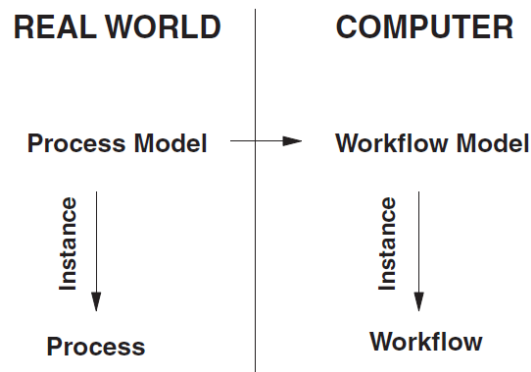 REAL WORLD
COMPUTER
Process Model
Workflow Model
Instance
Instance
Process
Workflow